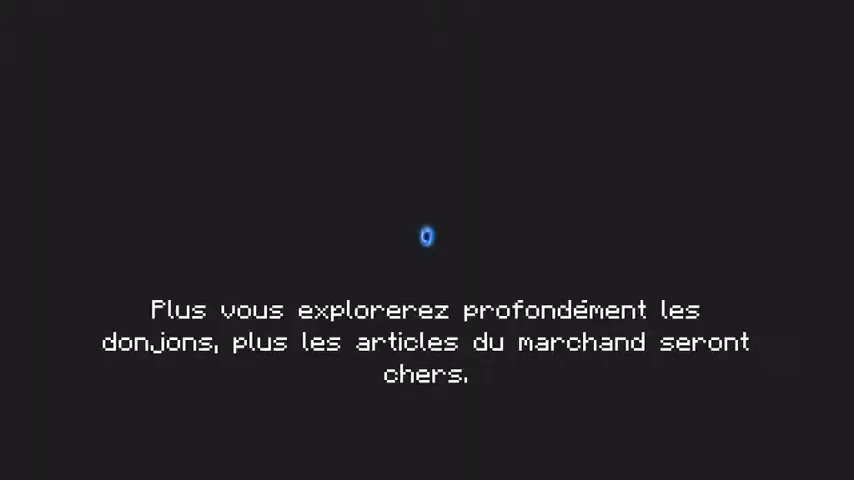 Plus vous explorerez profondément les
donjons, plus les articles du marchand seront
chers.